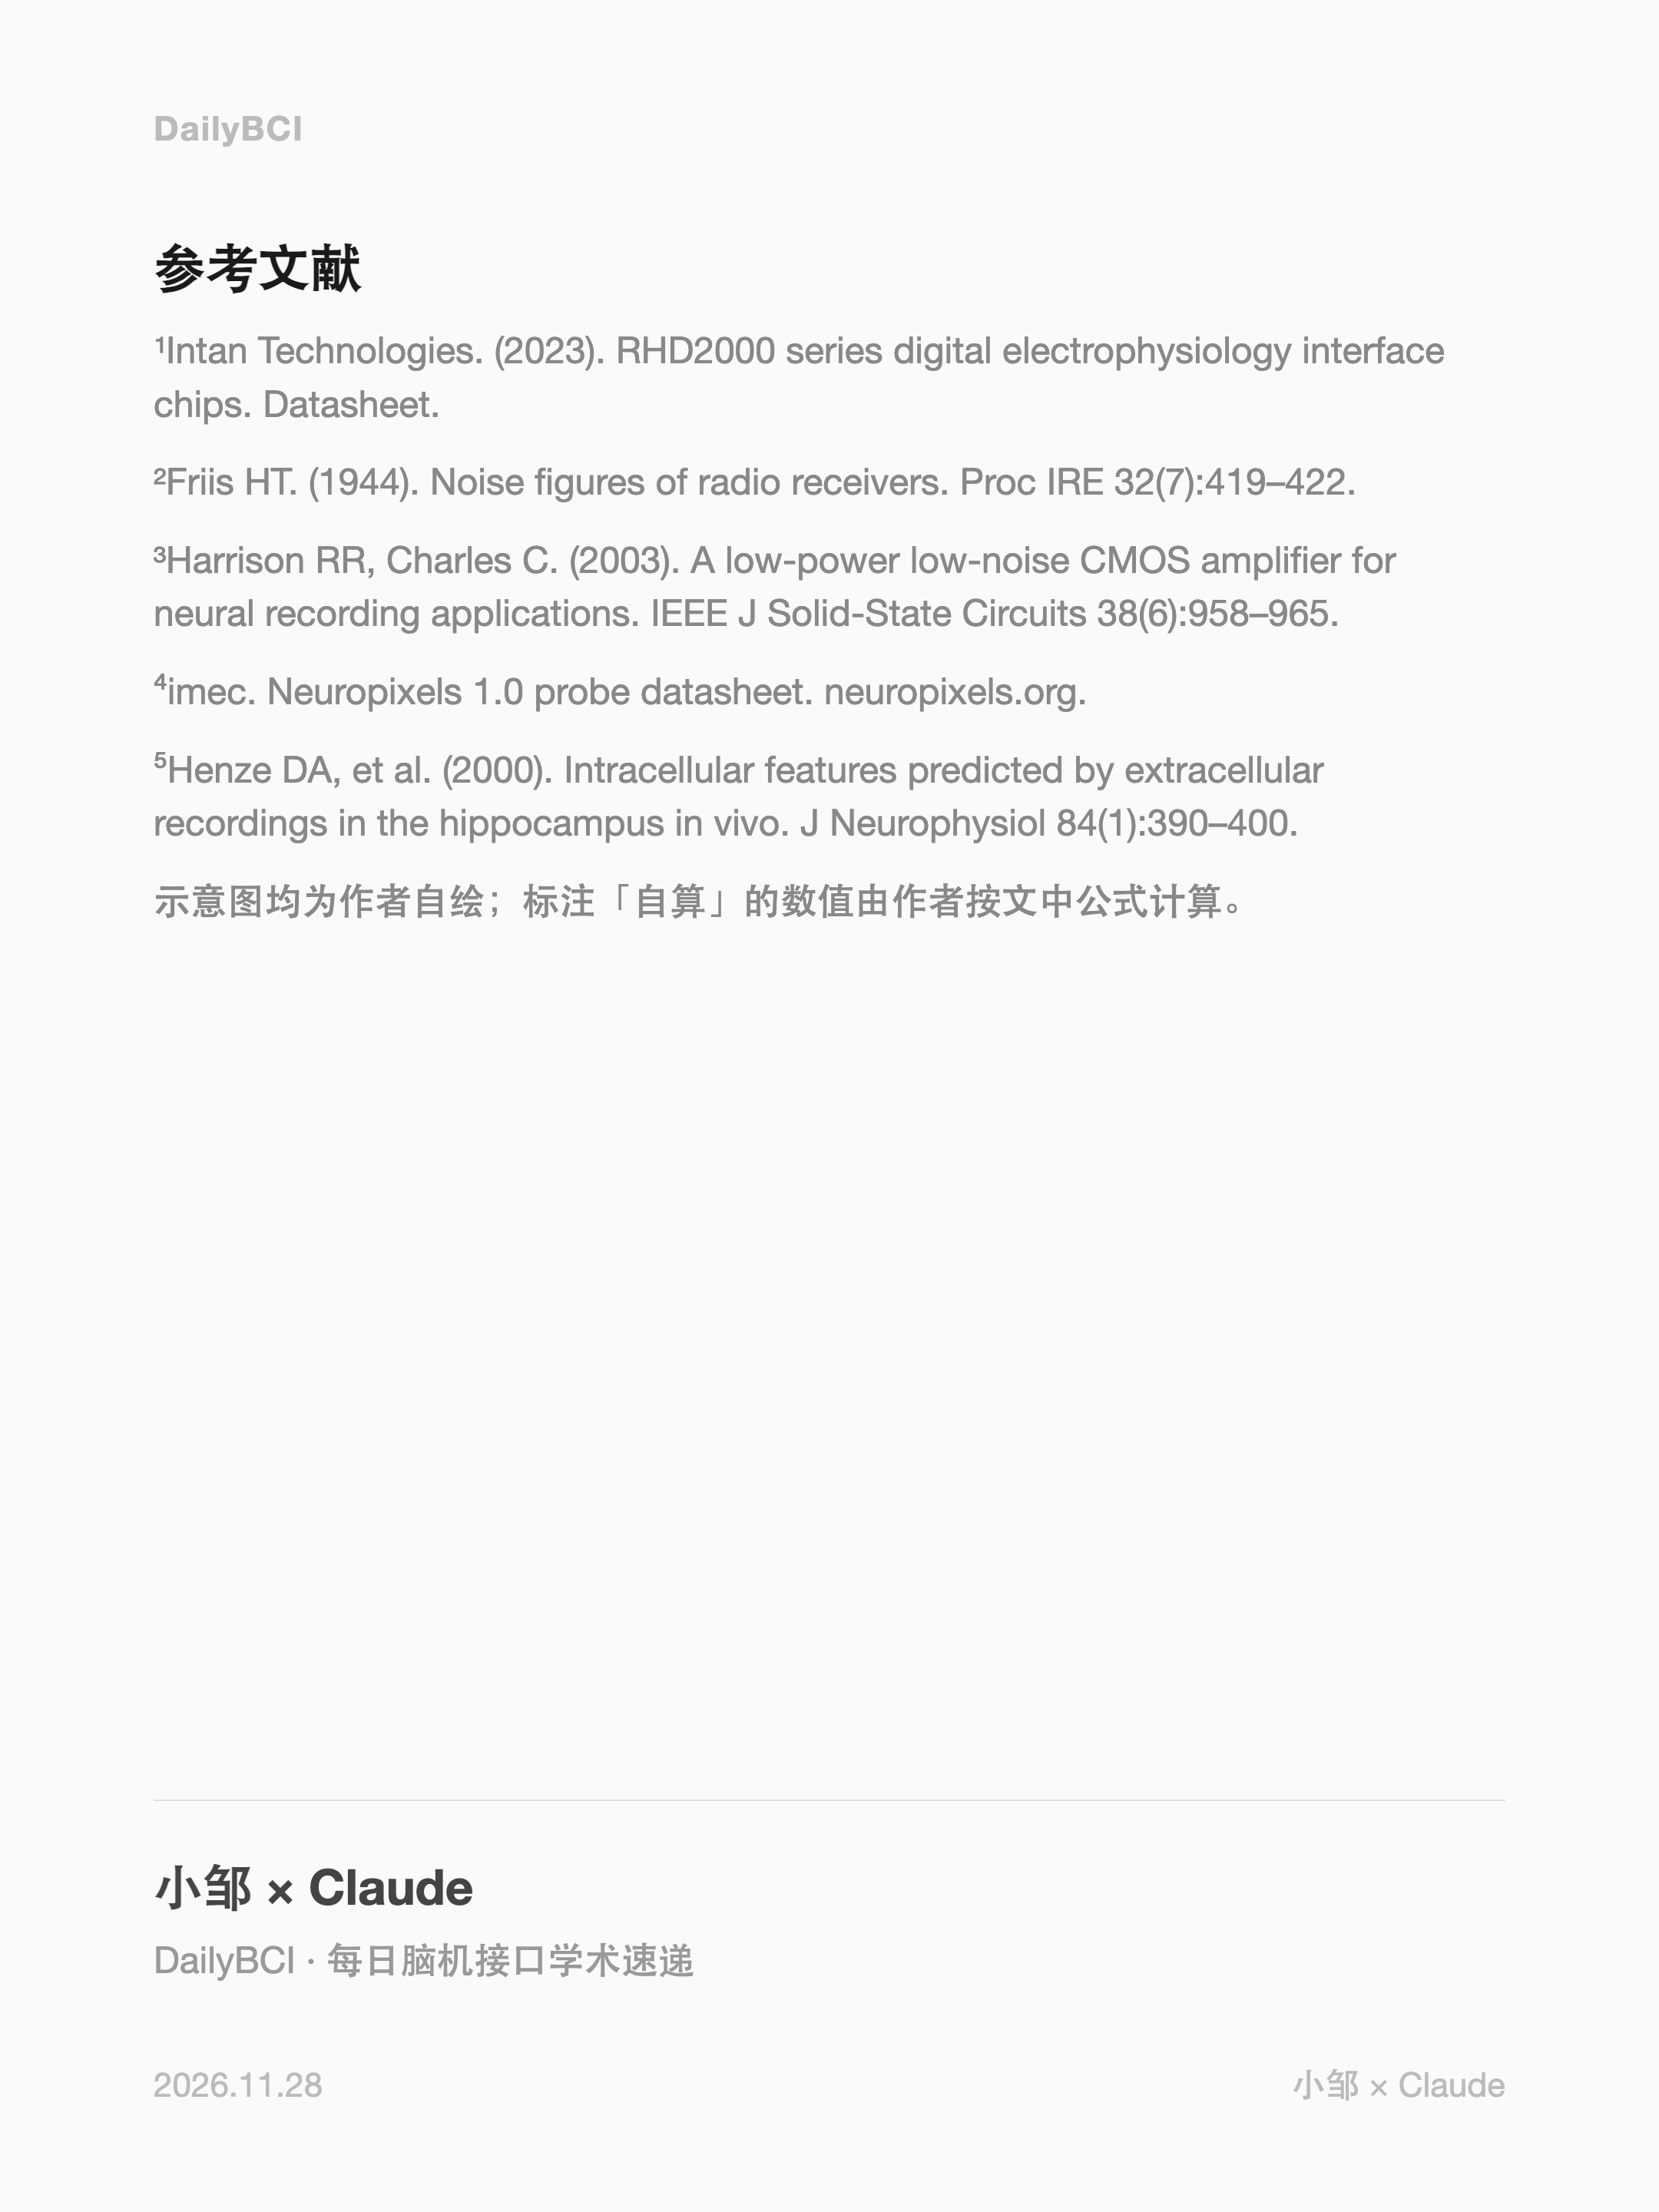 DailyBCI
参考文献
¹Intan Technologies. (2023). RHD2000 series digital electrophysiology interface
chips. Datasheet.
²Friis HT. (1944). Noise figures of radio receivers. Proc IRE 32(7):419–422.
³Harrison RR, Charles C. (2003). A low-power low-noise CMOS amplifier for
neural recording applications. IEEE J Solid-State Circuits 38(6):958–965.
⁴imec. Neuropixels 1.0 probe datasheet. neuropixels.org.
⁵Henze DA, et al. (2000). Intracellular features predicted by extracellular
recordings in the hippocampus in vivo. J Neurophysiol 84(1):390–400.
示意图均为作者自绘；标注「自算」的数值由作者按文中公式计算。
小邹 × Claude
DailyBCI · 每日脑机接口学术速递
2026.11.28
小邹 × Claude